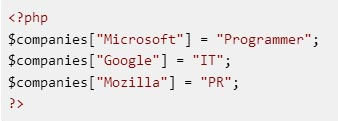 <?php
$companies["Microsoft"] = "Programmer";
$companies["Google"] = "IT";
$companies["Mozilla"] = "PR";
?>